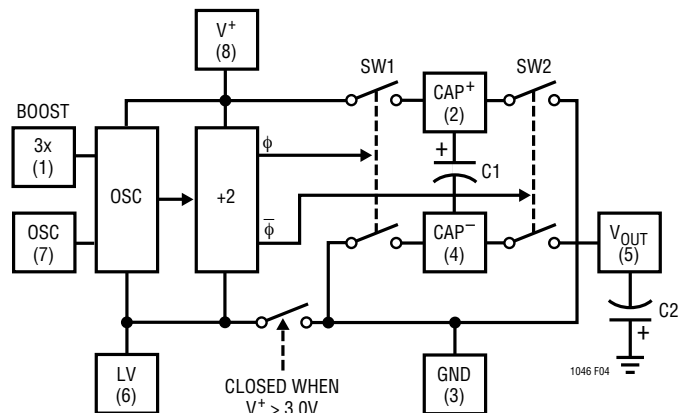 V+
(8)
SW1
SW2
CAP+
(2)
BOOST
3x
(1)
OSC
+2
ϕ
+
C1
ϕ̅
OSC
(7)
CAP−
(4)
VOUT
(5)
C2
+
LV
(6)
CLOSED WHEN
V+ > 3.0V
GND
(3)
1046 F04